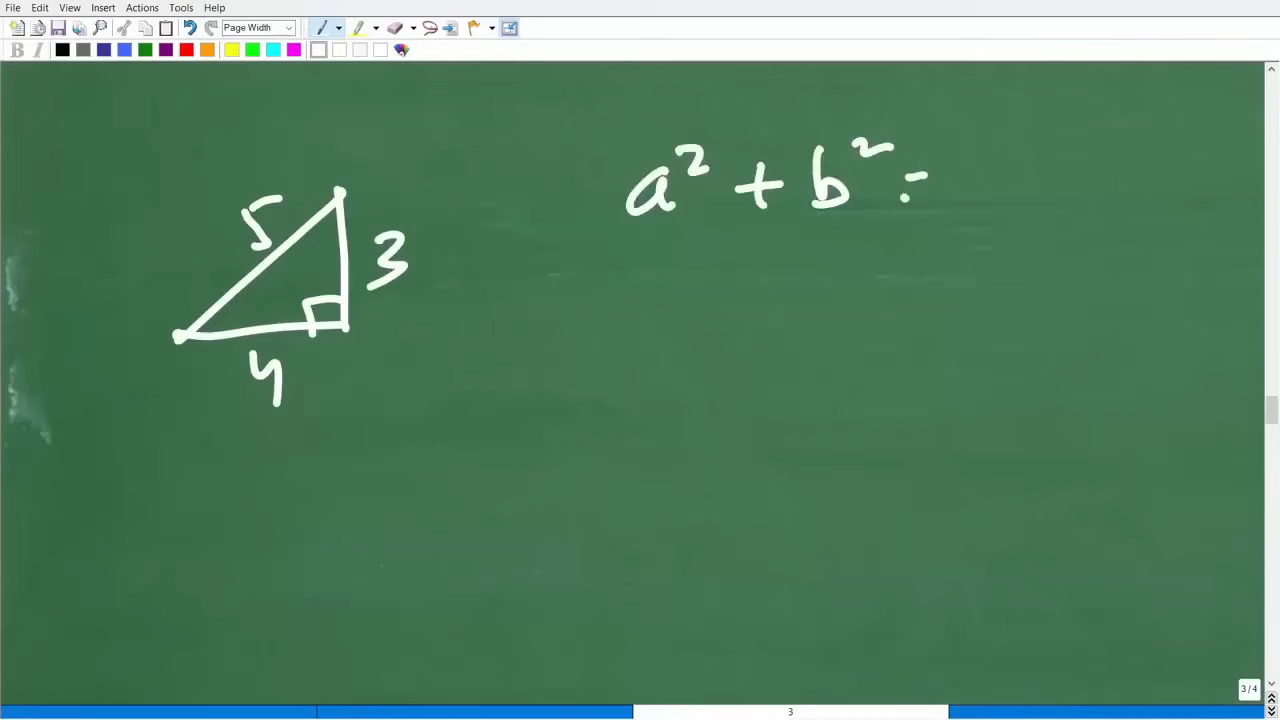 File Edit View Insert Actions Tools Help
Page Width
B I
a² + b² =
5
3
4
3 / 4
3